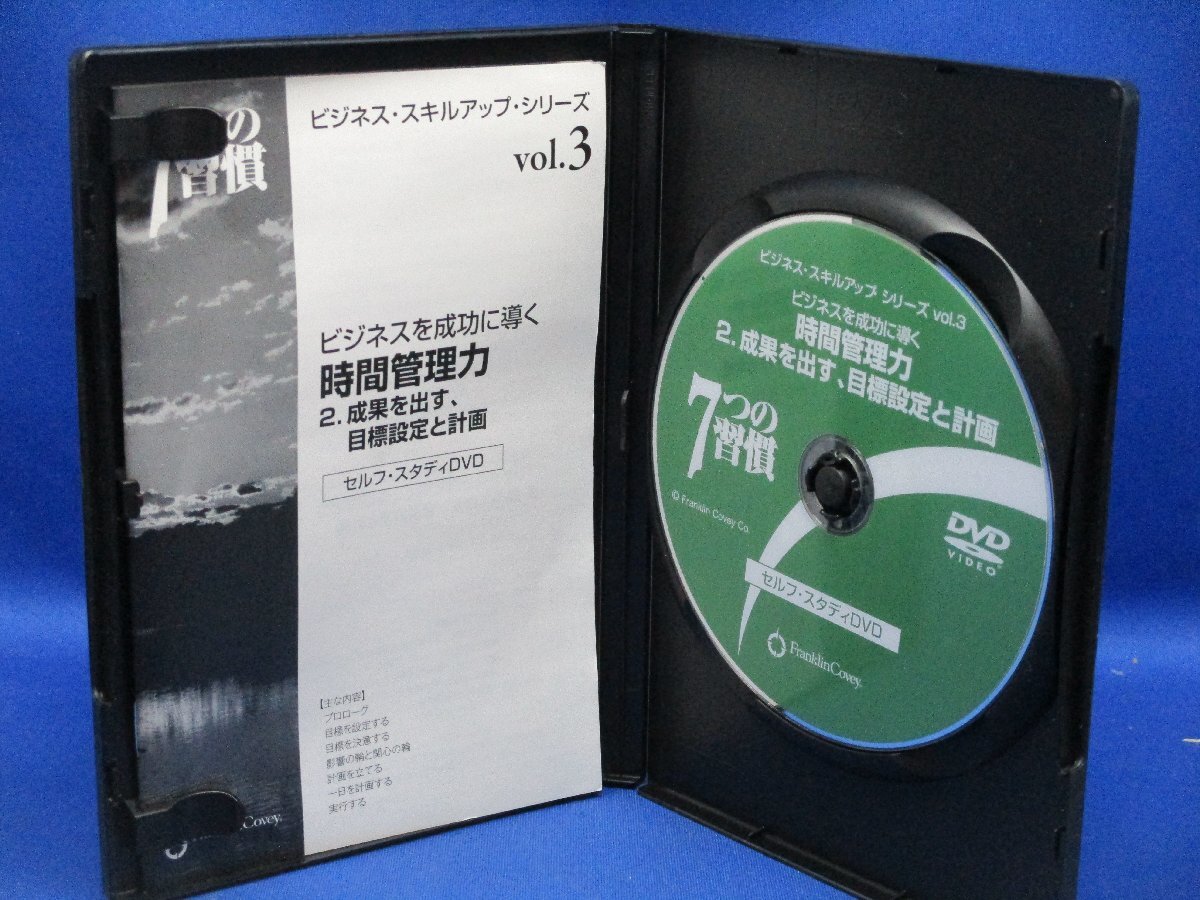 の
7習慣
ビジネス・スキルアップ・シリーズ
vol.3
ビジネスを成功に導く
時間管理力
2.成果を出す、
目標設定と計画
セルフ・スタディDVD
【主な内容】
プロローグ
目標を設定する
目標を決意する
影響の輪と関心の輪
計画を立てる
一日を計画する
実行する
Covey.
ビジネス・スキルアップ・シリーズ vol.3
ビジネスを成功に導く
時間管理力
2.成果を出す、目標設定と計画
7つの
習慣
© Franklin Covey Co.
DVD
VIDEO
セルフ・スタディDVD
FranklinCovey.